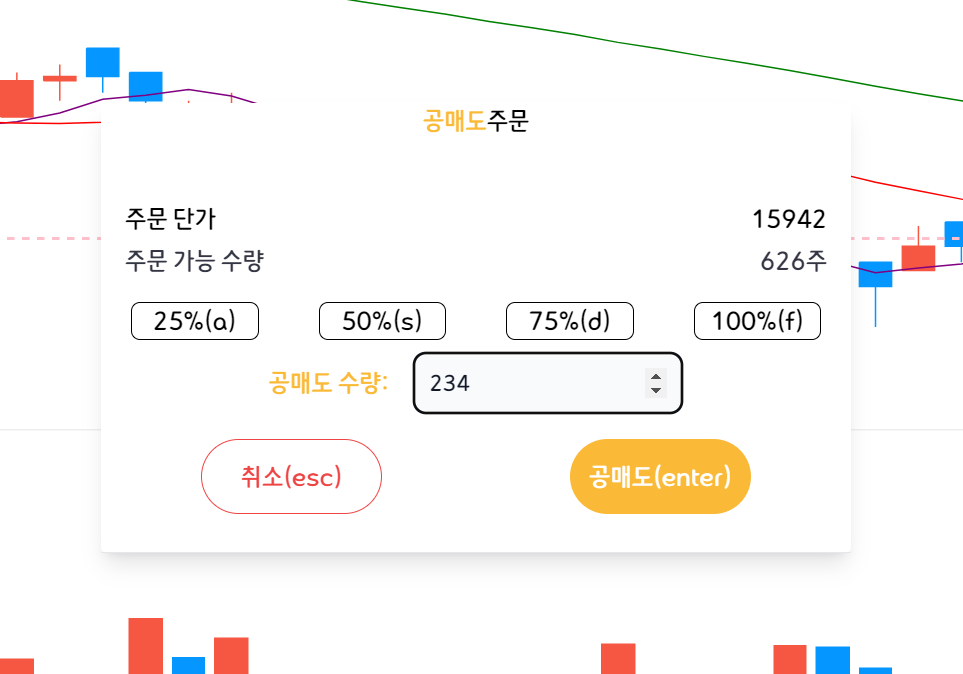 공매도주문
주문 단가 15942
주문 가능 수량 626주
25%(a) 50%(s) 75%(d) 100%(f)
공매도 수량: 234
취소(esc) 공매도(enter)